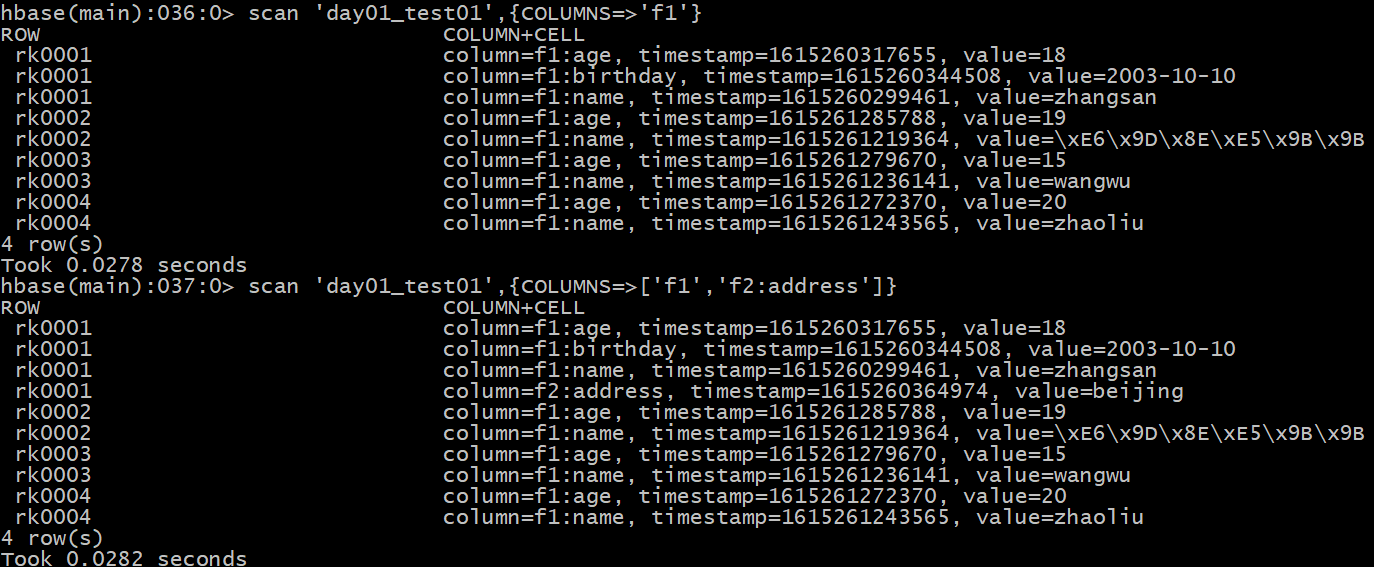 hbase(main):036:0> scan 'day01_test01',{COLUMNS=>'f1'}
ROW COLUMN+CELL
rk0001 column=f1:age, timestamp=1615260317655, value=18
rk0001 column=f1:birthday, timestamp=1615260344508, value=2003-10-10
rk0001 column=f1:name, timestamp=1615260299461, value=zhangsan
rk0002 column=f1:age, timestamp=1615261285788, value=19
rk0002 column=f1:name, timestamp=1615261219364, value=\xE6\x9D\x8E\xE5\x9B\x9B
rk0003 column=f1:age, timestamp=1615261279670, value=15
rk0003 column=f1:name, timestamp=1615261236141, value=wangwu
rk0004 column=f1:age, timestamp=1615261272370, value=20
rk0004 column=f1:name, timestamp=1615261243565, value=zhaoliu
4 row(s)
Took 0.0278 seconds
hbase(main):037:0> scan 'day01_test01',{COLUMNS=>['f1','f2:address']}
ROW COLUMN+CELL
rk0001 column=f1:age, timestamp=1615260317655, value=18
rk0001 column=f1:birthday, timestamp=1615260344508, value=2003-10-10
rk0001 column=f1:name, timestamp=1615260299461, value=zhangsan
rk0001 column=f2:address, timestamp=1615260364974, value=beijing
rk0002 column=f1:age, timestamp=1615261285788, value=19
rk0002 column=f1:name, timestamp=1615261219364, value=\xE6\x9D\x8E\xE5\x9B\x9B
rk0003 column=f1:age, timestamp=1615261279670, value=15
rk0003 column=f1:name, timestamp=1615261236141, value=wangwu
rk0004 column=f1:age, timestamp=1615261272370, value=20
rk0004 column=f1:name, timestamp=1615261243565, value=zhaoliu
4 row(s)
Took 0.0282 seconds